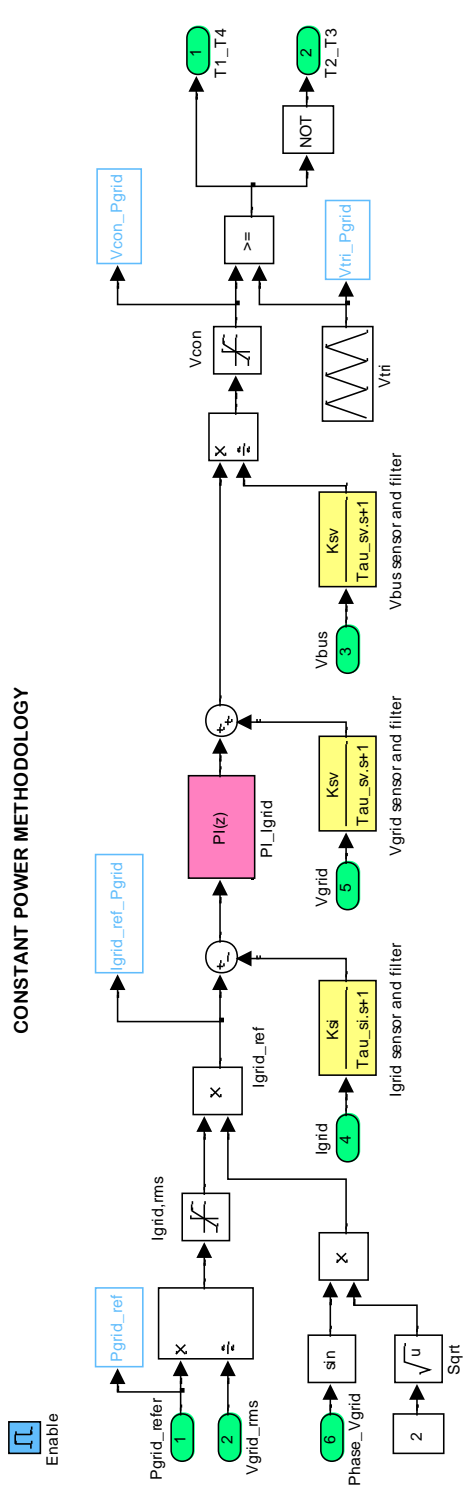 CONSTANT POWER METHODOLOGY
Enable
Pgrid_ref
Pgrid_refer
1
2
Vgrid_rms
×
÷
Igrid,rms
6
Phase_Vgrid
sin
2
√u
Sqrt
×
×
Igrid_ref
Igrid_ref_Pgrid
Igrid
4
Ksi
Tau_si.s+1
Igrid sensor and filter
+
-
PI(z)
PI_Igrid
Vgrid
5
Ksv
Tau_sv.s+1
Vgrid sensor and filter
+
+
Vbus
3
Ksv
Tau_sv.s+1
Vbus sensor and filter
×
÷
Vcon
Vcon_Pgrid
Vtri
Vtri_Pgrid
>=
NOT
1
T1_T4
2
T2_T3